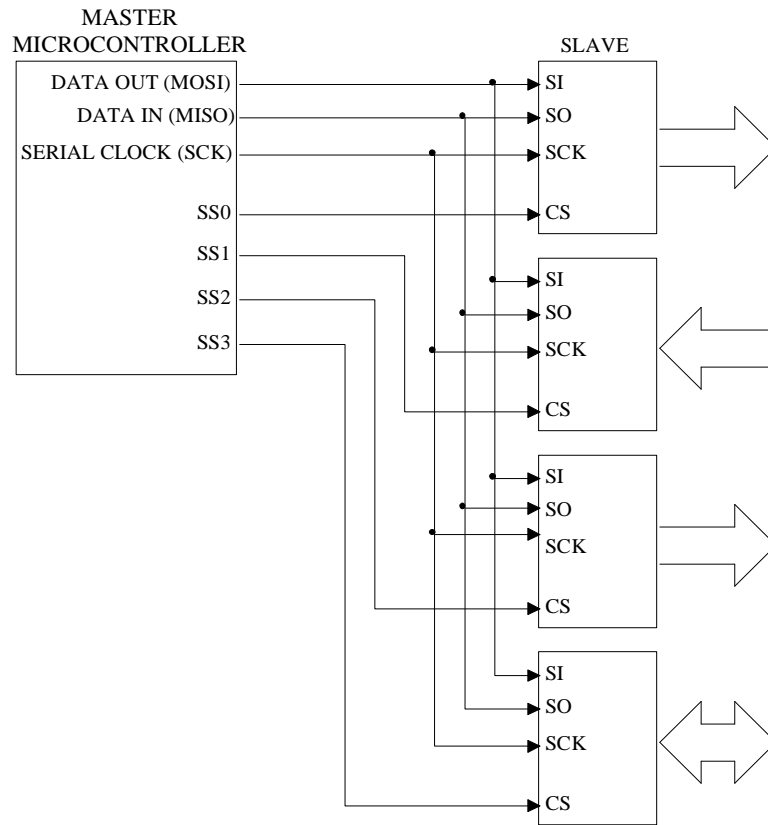 MASTER
MICROCONTROLLER
DATA OUT (MOSI)
DATA IN (MISO)
SERIAL CLOCK (SCK)
SS0
SS1
SS2
SS3
SLAVE
SI
SO
SCK
CS
SI
SO
SCK
CS
SI
SO
SCK
CS
SI
SO
SCK
CS